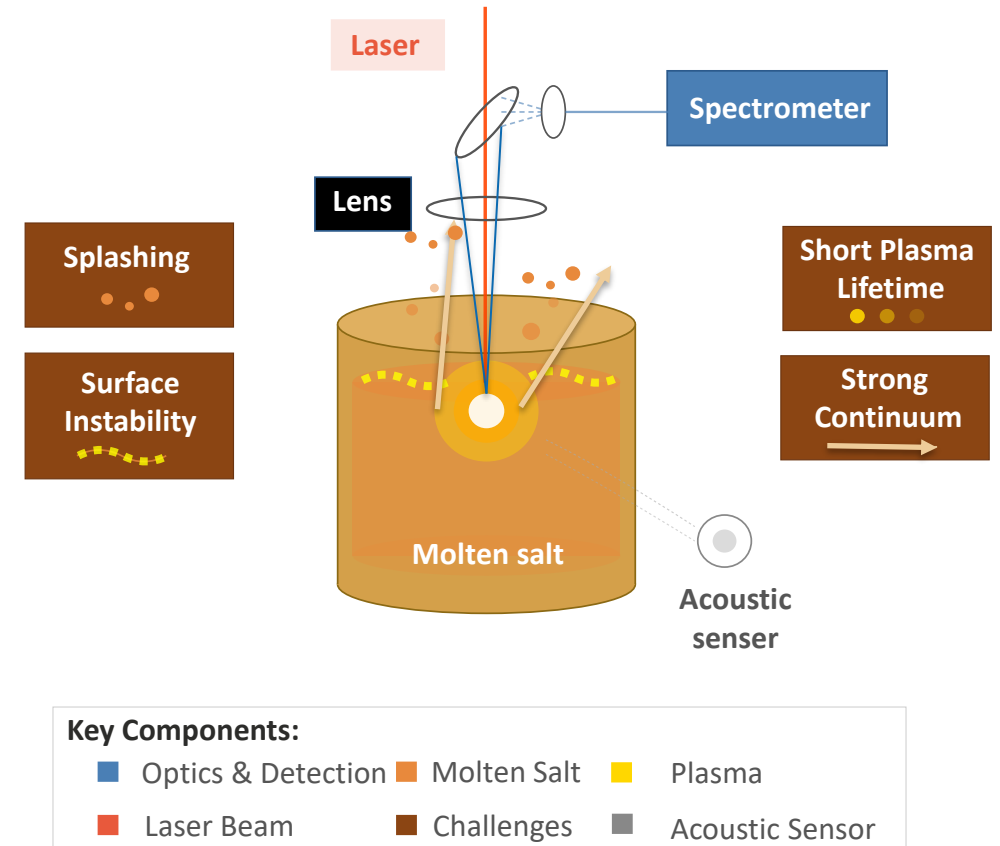 Laser
Spectrometer
Lens
Splashing
Short Plasma
Lifetime
Surface
Instability
Strong
Continuum
Molten salt
Acoustic
senser
Key Components:
Optics & Detection
Molten Salt
Plasma
Laser Beam
Challenges
Acoustic Sensor